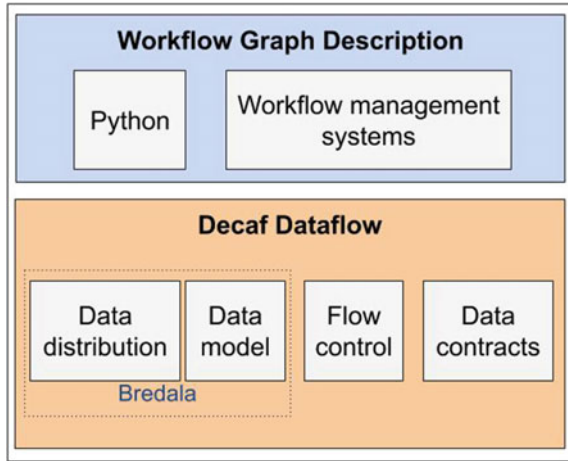 Workflow Graph Description
Python
Workflow management
systems
Decaf Dataflow
Data
distribution
Data
model
Flow
control
Data
contracts
Bredala